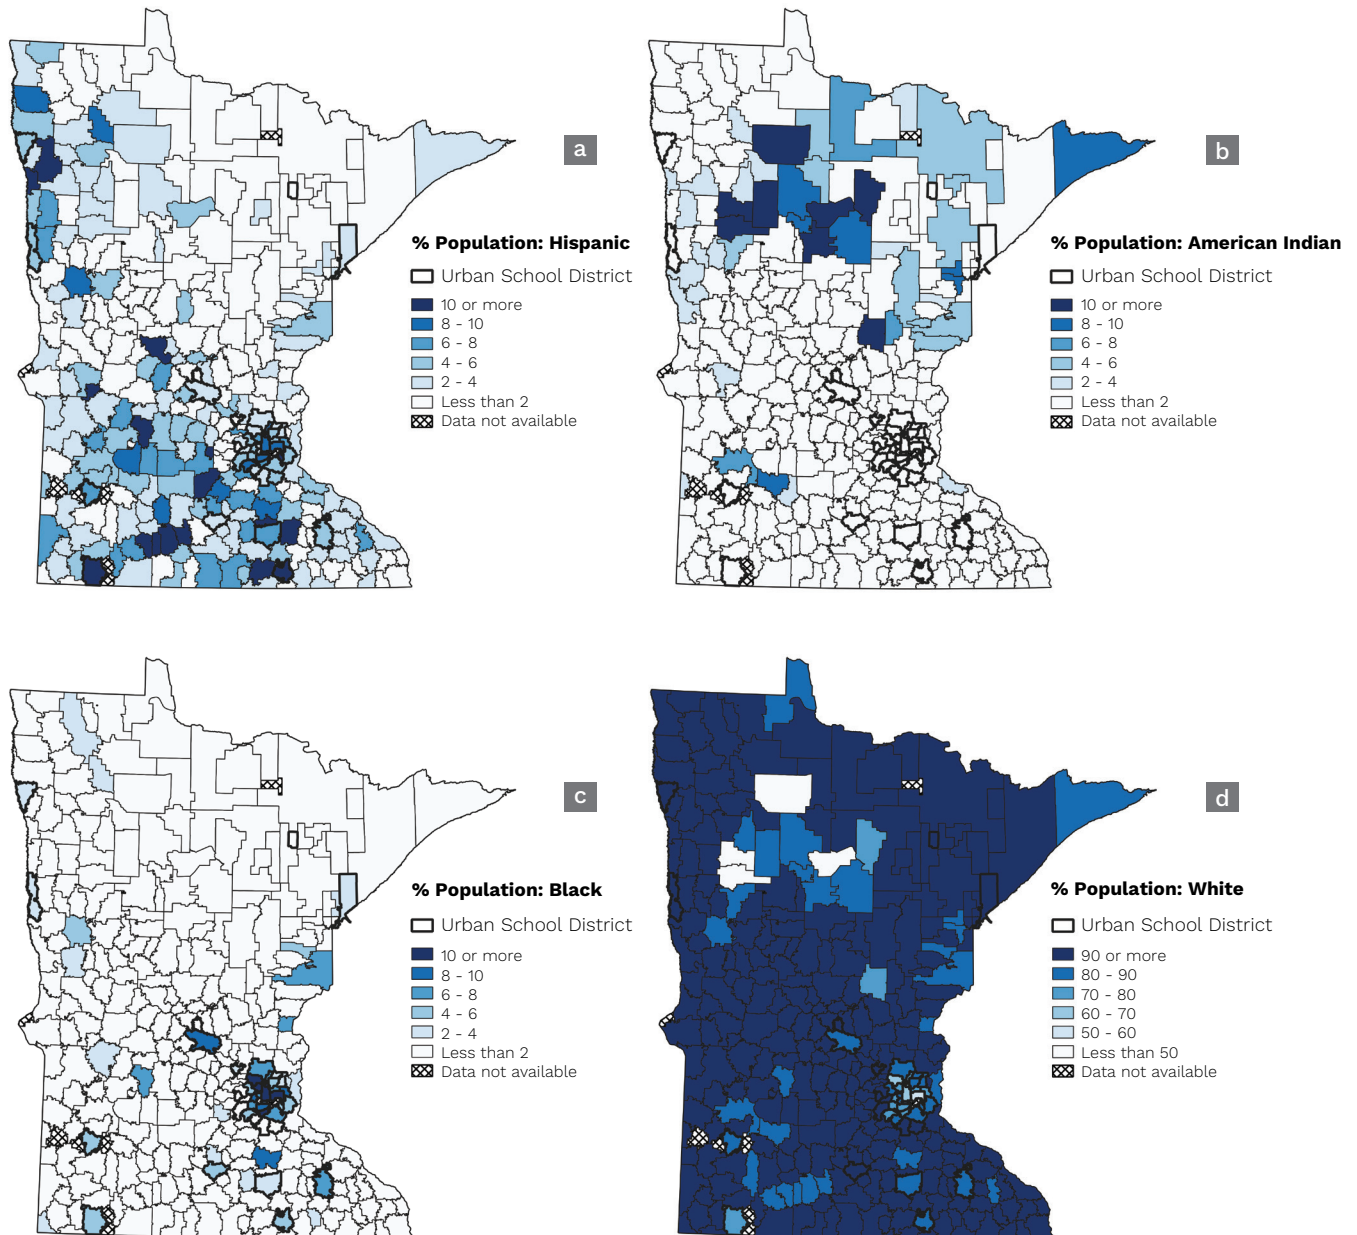 a
% Population: Hispanic
Urban School District
10 or more
8 - 10
6 - 8
4 - 6
2 - 4
Less than 2
Data not available
b
% Population: American Indian
Urban School District
10 or more
8 - 10
6 - 8
4 - 6
2 - 4
Less than 2
Data not available
c
% Population: Black
Urban School District
10 or more
8 - 10
6 - 8
4 - 6
2 - 4
Less than 2
Data not available
d
% Population: White
Urban School District
90 or more
80 - 90
70 - 80
60 - 70
50 - 60
Less than 50
Data not available